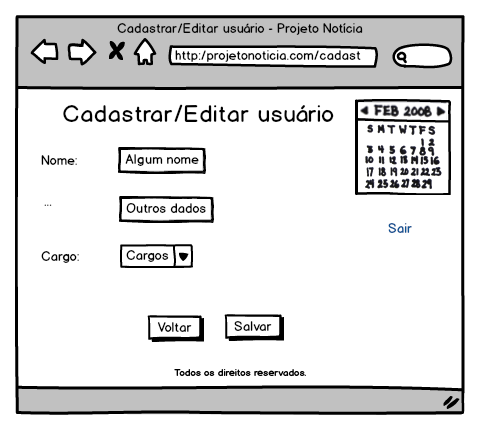 Cadastrar/Editar usuário - Projeto Notícia
http:/projetonoticia.com/cadast
Cadastrar/Editar usuário
FEB 2008
S M T W T F S
1 2
3 4 5 6 7 8 9
10 11 12 13 14 15 16
17 18 19 20 21 22 23
24 25 26 27 28 29
Nome: Algum nome
... Outros dados
Sair
Cargo: Cargos
Voltar Salvar
Todos os direitos reservados.